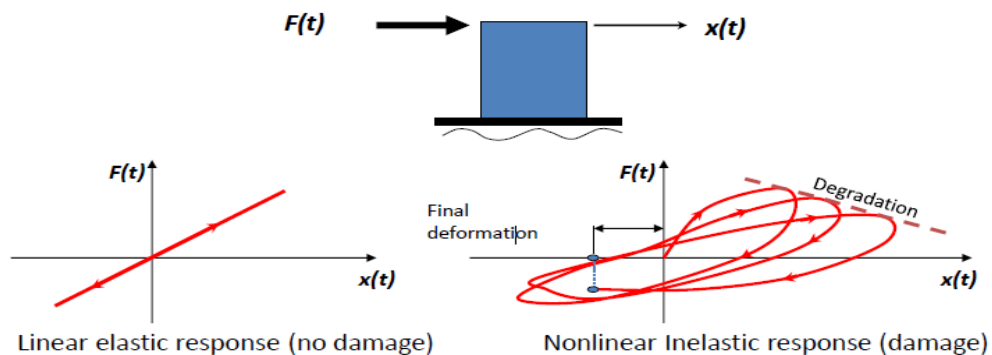 F(t)
x(t)
F(t)
x(t)
Linear elastic response (no damage)
F(t)
Degradation
Final
deformation
x(t)
Nonlinear Inelastic response (damage)